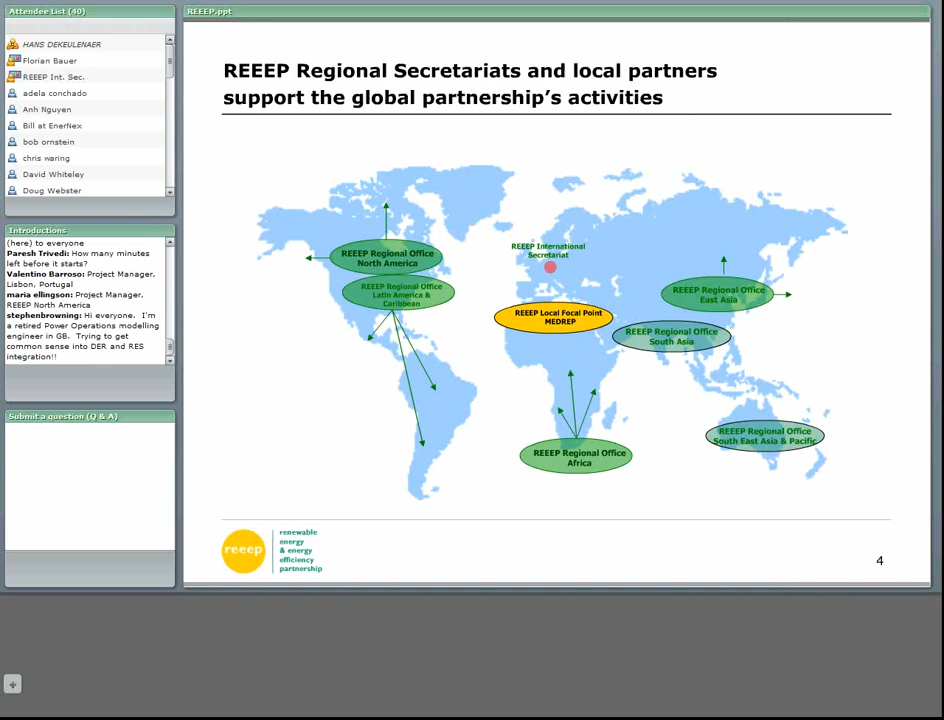 Attendee List (40)
HANS DEKEULENAER
Florian Bauer
REEEP Int. Sec.
adela conchado
Anh Nguyen
Bill at EnerNex
bob ornstein
chris waring
David Whiteley
Doug Webster
Introductions
(here) to everyone
Paresh Trivedi: How many minutes
left before it starts?
Valentino Barroso: Project Manager,
Lisbon, Portugal
maria ellingson: Project Manager,
REEEP North America
stephenbrowning: Hi everyone. I'm
a retired Power Operations modelling
engineer in GB. Trying to get
common sense into DER and RES
integration!!
Submit a question (Q & A)
REEEP.ppt
REEEP Regional Secretariats and local partners
support the global partnership's activities
REEEP Regional Office
North America
REEEP Regional Office
Latin America &
Caribbean
REEEP International
Secretariat
REEEP Local Focal Point
MEDREP
REEEP Regional Office
East Asia
REEEP Regional Office
South Asia
REEEP Regional Office
South East Asia & Pacific
REEEP Regional Office
Africa
reeep
renewable
energy
& energy
efficiency
partnership
4